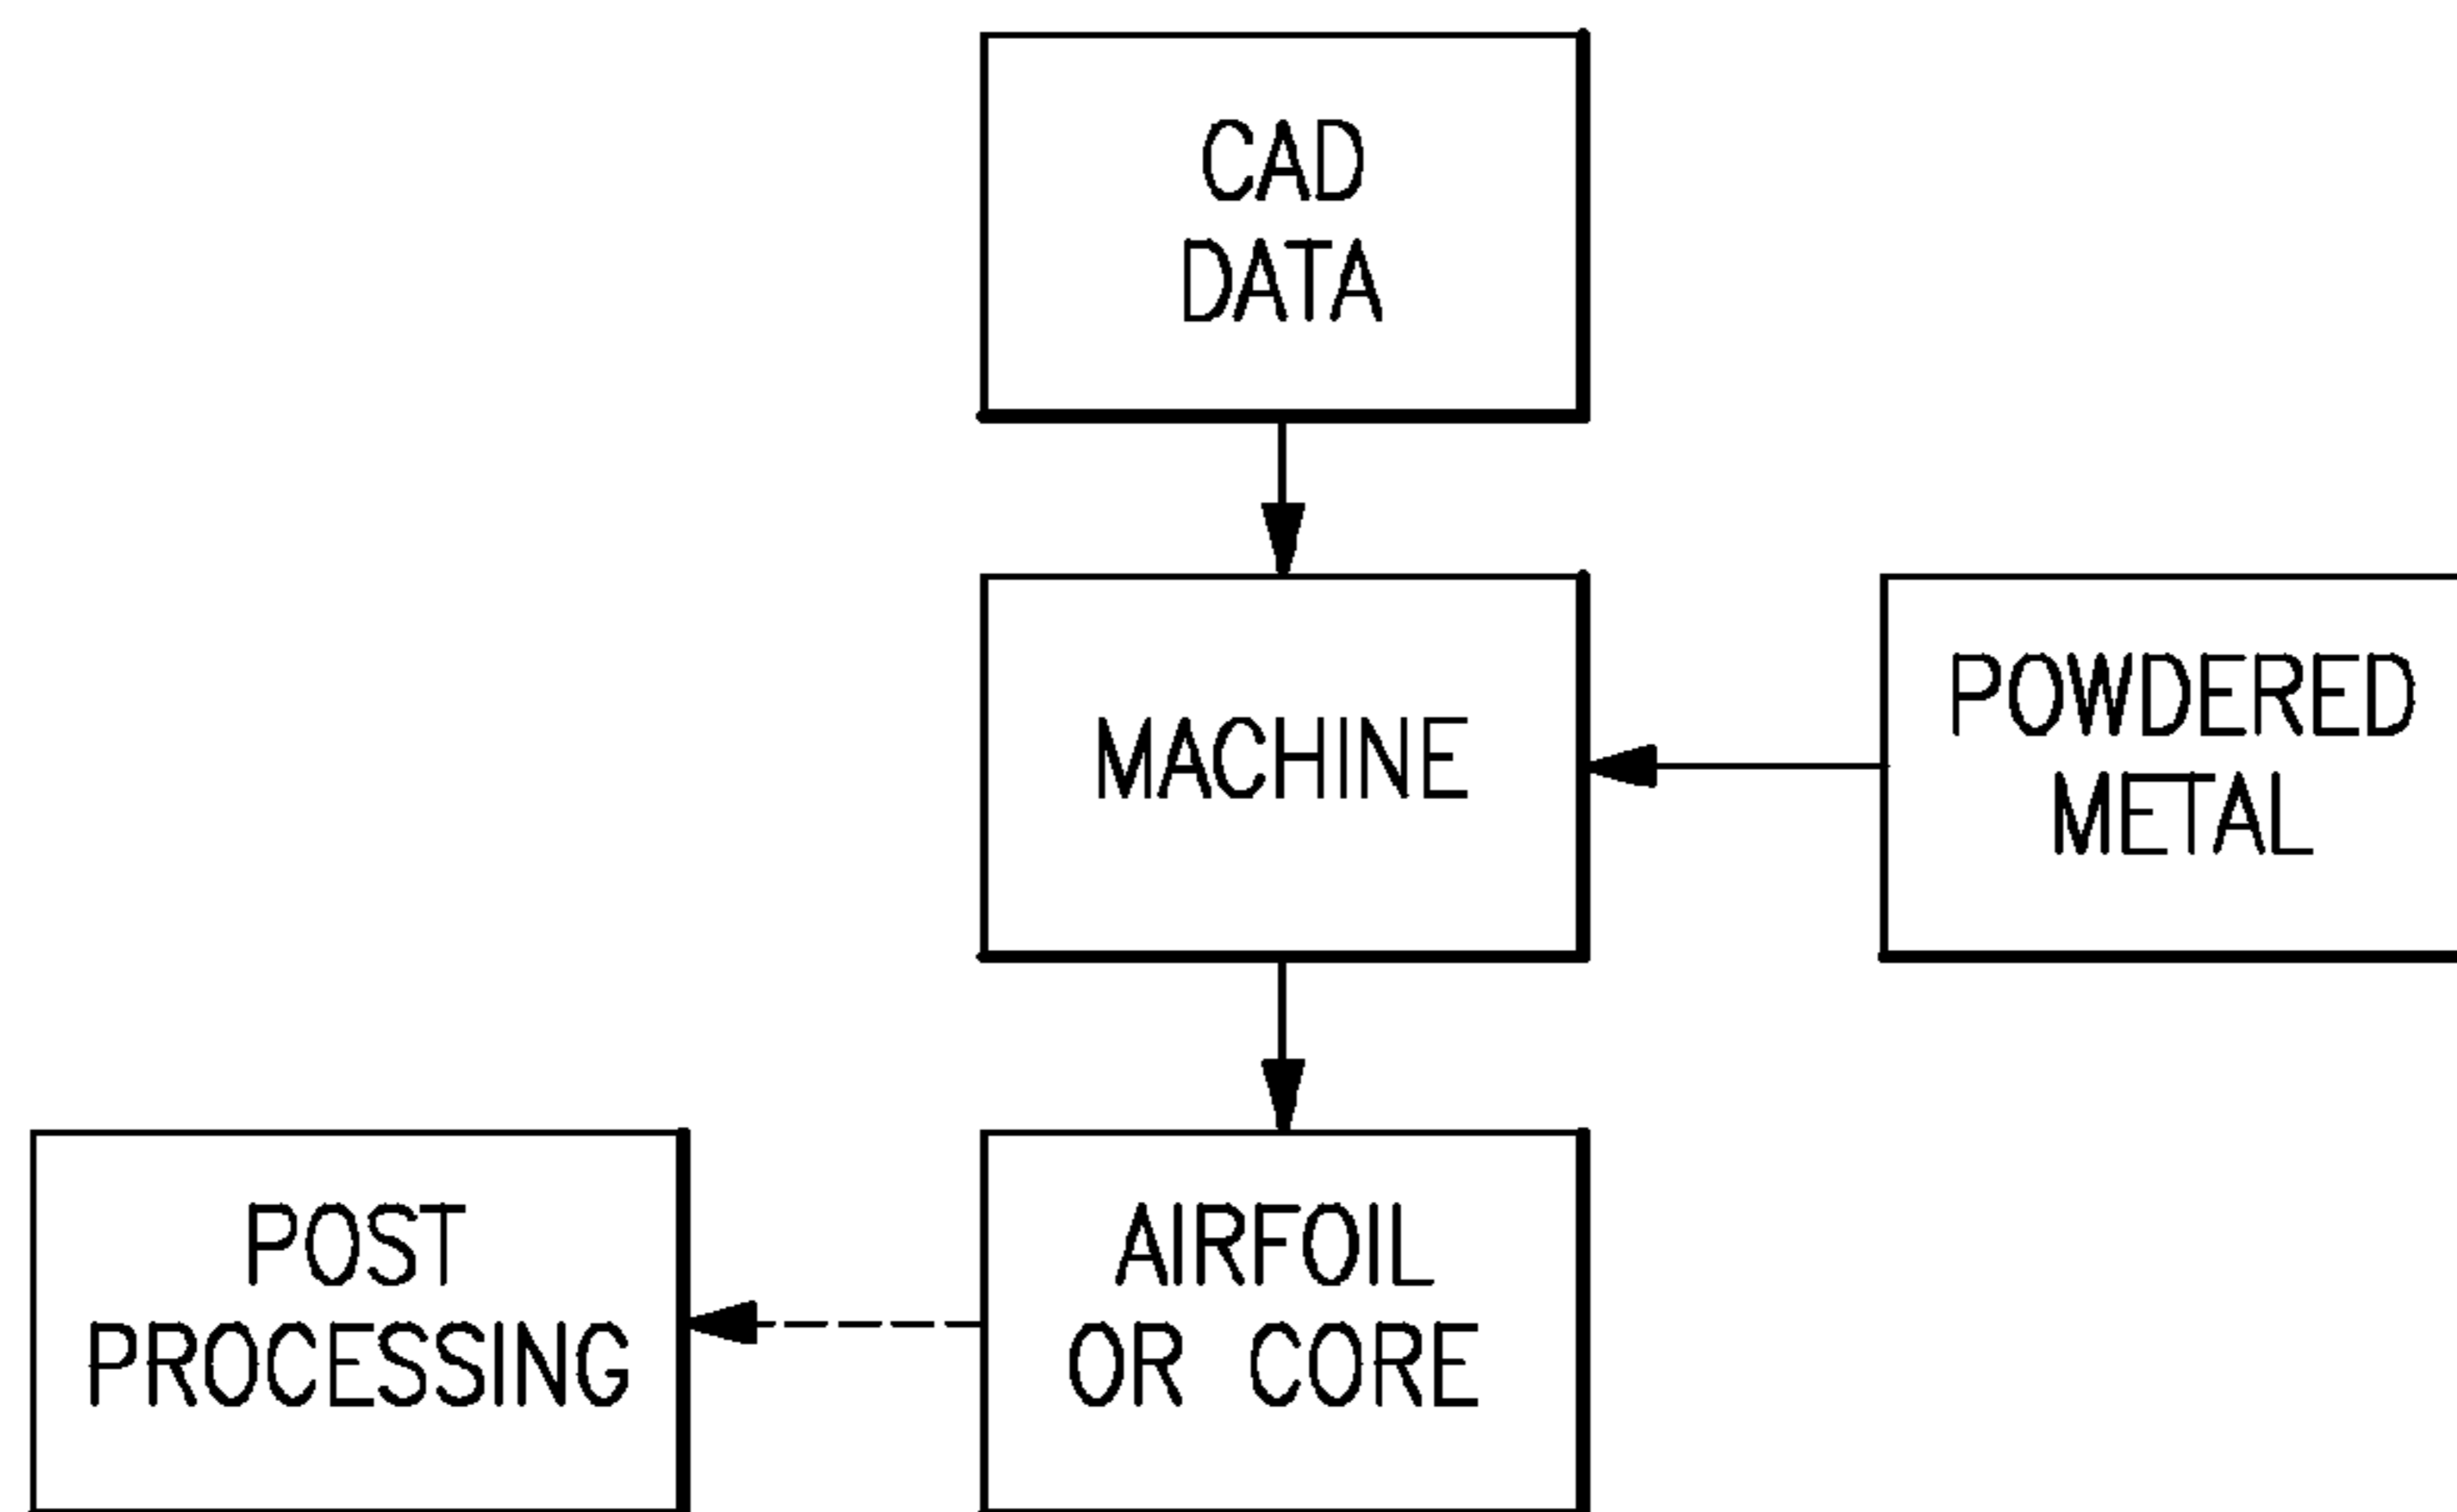 CAD
DATA
MACHINE
POWDERED
METAL
POST
PROCESSING
AIRFOIL
OR CORE